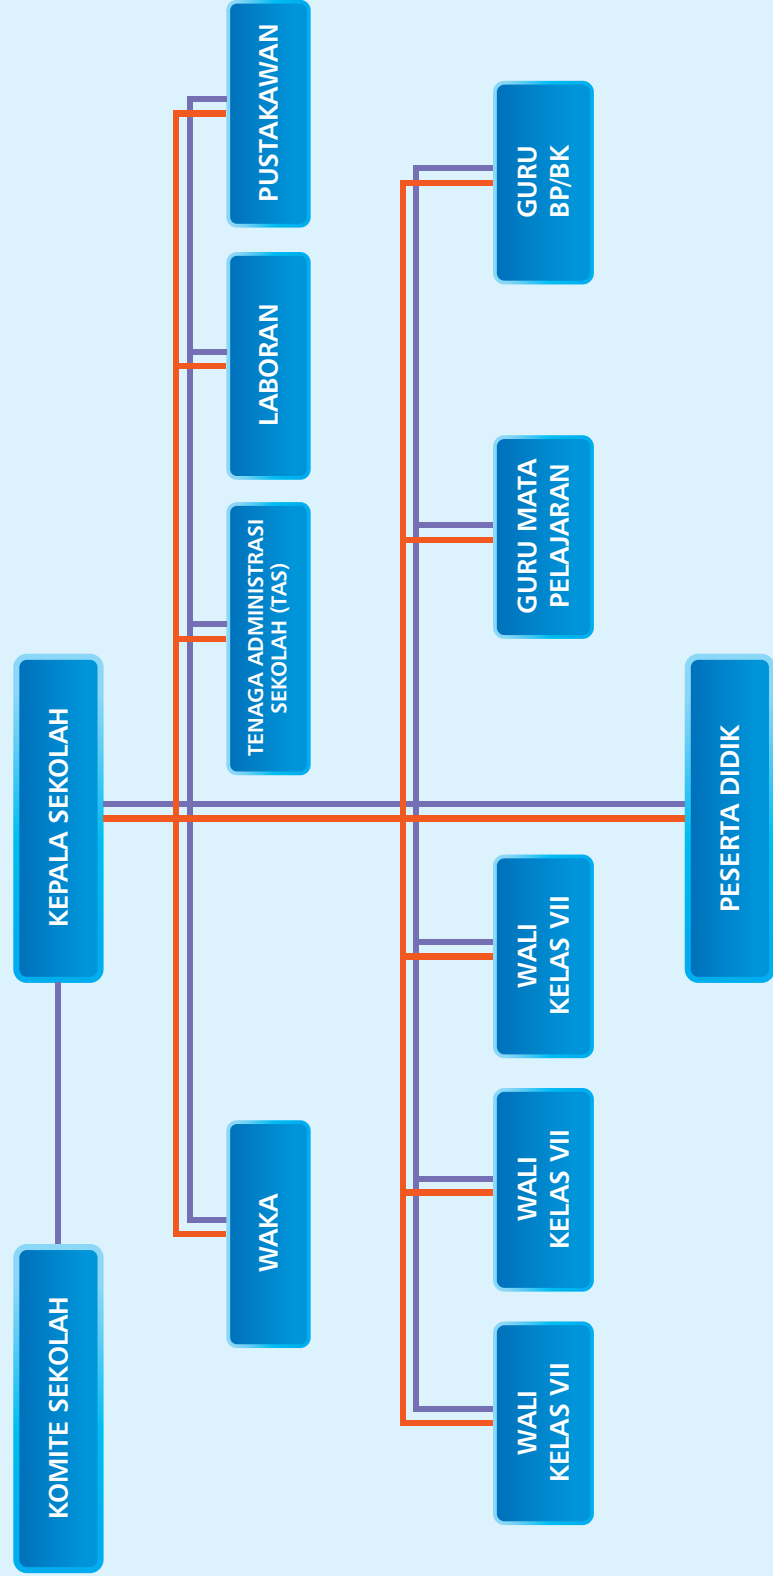 KOMITE SEKOLAH
KEPALA SEKOLAH
WAKA
TENAGA ADMINISTRASI
SEKOLAH (TAS)
LABORAN
PUSTAKAWAN
WALI
KELAS VII
WALI
KELAS VII
WALI
KELAS VII
GURU MATA
PELAJARAN
GURU
BP/BK
PESERTA DIDIK